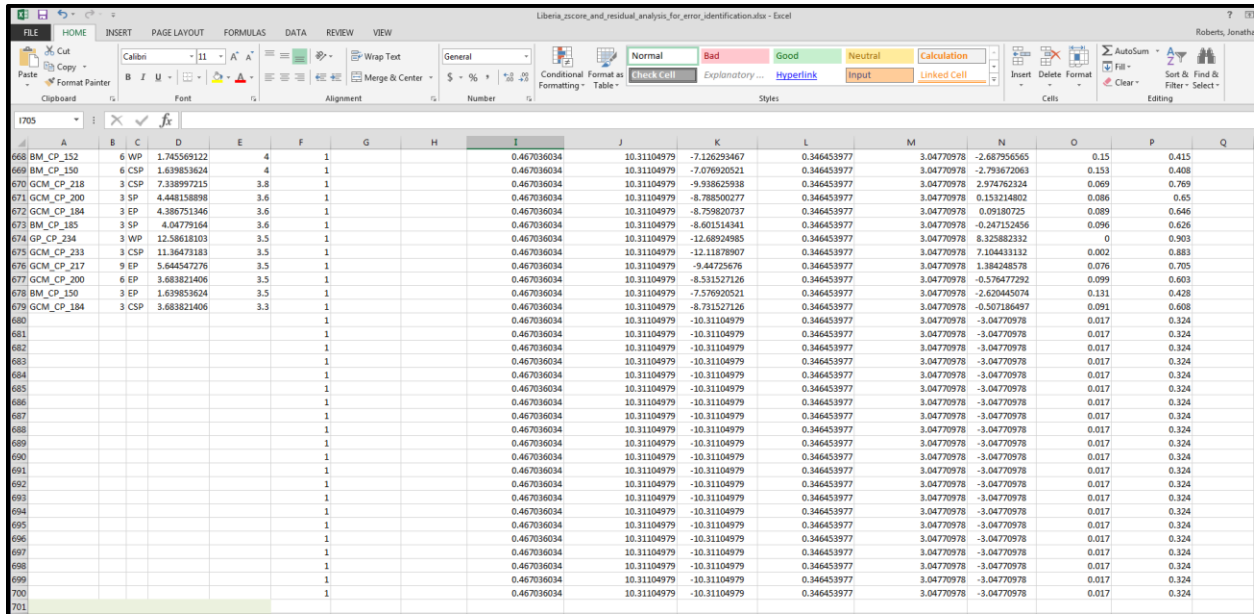 Liberia_zscore_and_residual_analysis_for_error_identification.xlsx - Excel
FILE HOME INSERT PAGE LAYOUT FORMULAS DATA REVIEW VIEW Roberts, Jonatha
Cut Calibri 11 Wrap Text General Normal Bad Good Neutral Calculation AutoSum
Copy Fill
Paste Format Painter B I U Merge & Center $ % , Conditional Formatting Format as Table Check Cell Explanatory ... Hyperlink Input Linked Cell Insert Delete Format Clear Sort & Filter Find & Select
Clipboard Font Alignment Number Styles Cells Editing
I705 fx
A B C D E F G H I J K L M N O P Q
668 BM_CP_152 6 WP 1.745569122 4 1 0.467036034 10.31104979 -7.126293467 0.346453977 3.04770978 -2.687956565 0.15 0.415
669 BM_CP_150 6 CSP 1.639853624 4 1 0.467036034 10.31104979 -7.076920521 0.346453977 3.04770978 -2.793672063 0.153 0.408
670 GCM_CP_218 3 CSP 7.338997215 3.8 1 0.467036034 10.31104979 -9.938625938 0.346453977 3.04770978 2.974762324 0.069 0.769
671 GCM_CP_200 3 SP 4.448158898 3.6 1 0.467036034 10.31104979 -8.788500277 0.346453977 3.04770978 0.153214802 0.086 0.65
672 GCM_CP_184 3 EP 4.386751346 3.6 1 0.467036034 10.31104979 -8.759820737 0.346453977 3.04770978 0.09180725 0.089 0.646
673 BM_CP_185 3 SP 4.04779164 3.6 1 0.467036034 10.31104979 -8.601514341 0.346453977 3.04770978 -0.247152456 0.096 0.626
674 GP_CP_234 3 WP 12.58618103 3.5 1 0.467036034 10.31104979 -12.68924985 0.346453977 3.04770978 8.325882332 0 0.903
675 GCM_CP_233 3 CSP 11.36473183 3.5 1 0.467036034 10.31104979 -12.11878907 0.346453977 3.04770978 7.104433132 0.002 0.883
676 GCM_CP_217 9 EP 5.644547276 3.5 1 0.467036034 10.31104979 -9.44725676 0.346453977 3.04770978 1.384248578 0.076 0.705
677 GCM_CP_200 6 EP 3.683821406 3.5 1 0.467036034 10.31104979 -8.531527126 0.346453977 3.04770978 -0.576477292 0.099 0.603
678 BM_CP_150 3 EP 1.639853624 3.5 1 0.467036034 10.31104979 -7.576920521 0.346453977 3.04770978 -2.620445074 0.131 0.428
679 GCM_CP_184 3 CSP 3.683821406 3.3 1 0.467036034 10.31104979 -8.731527126 0.346453977 3.04770978 -0.507186497 0.091 0.608
680 1 0.467036034 10.31104979 -10.31104979 0.346453977 3.04770978 -3.04770978 0.017 0.324
681 1 0.467036034 10.31104979 -10.31104979 0.346453977 3.04770978 -3.04770978 0.017 0.324
682 1 0.467036034 10.31104979 -10.31104979 0.346453977 3.04770978 -3.04770978 0.017 0.324
683 1 0.467036034 10.31104979 -10.31104979 0.346453977 3.04770978 -3.04770978 0.017 0.324
684 1 0.467036034 10.31104979 -10.31104979 0.346453977 3.04770978 -3.04770978 0.017 0.324
685 1 0.467036034 10.31104979 -10.31104979 0.346453977 3.04770978 -3.04770978 0.017 0.324
686 1 0.467036034 10.31104979 -10.31104979 0.346453977 3.04770978 -3.04770978 0.017 0.324
687 1 0.467036034 10.31104979 -10.31104979 0.346453977 3.04770978 -3.04770978 0.017 0.324
688 1 0.467036034 10.31104979 -10.31104979 0.346453977 3.04770978 -3.04770978 0.017 0.324
689 1 0.467036034 10.31104979 -10.31104979 0.346453977 3.04770978 -3.04770978 0.017 0.324
690 1 0.467036034 10.31104979 -10.31104979 0.346453977 3.04770978 -3.04770978 0.017 0.324
691 1 0.467036034 10.31104979 -10.31104979 0.346453977 3.04770978 -3.04770978 0.017 0.324
692 1 0.467036034 10.31104979 -10.31104979 0.346453977 3.04770978 -3.04770978 0.017 0.324
693 1 0.467036034 10.31104979 -10.31104979 0.346453977 3.04770978 -3.04770978 0.017 0.324
694 1 0.467036034 10.31104979 -10.31104979 0.346453977 3.04770978 -3.04770978 0.017 0.324
695 1 0.467036034 10.31104979 -10.31104979 0.346453977 3.04770978 -3.04770978 0.017 0.324
696 1 0.467036034 10.31104979 -10.31104979 0.346453977 3.04770978 -3.04770978 0.017 0.324
697 1 0.467036034 10.31104979 -10.31104979 0.346453977 3.04770978 -3.04770978 0.017 0.324
698 1 0.467036034 10.31104979 -10.31104979 0.346453977 3.04770978 -3.04770978 0.017 0.324
699 1 0.467036034 10.31104979 -10.31104979 0.346453977 3.04770978 -3.04770978 0.017 0.324
700 1 0.467036034 10.31104979 -10.31104979 0.346453977 3.04770978 -3.04770978 0.017 0.324
701